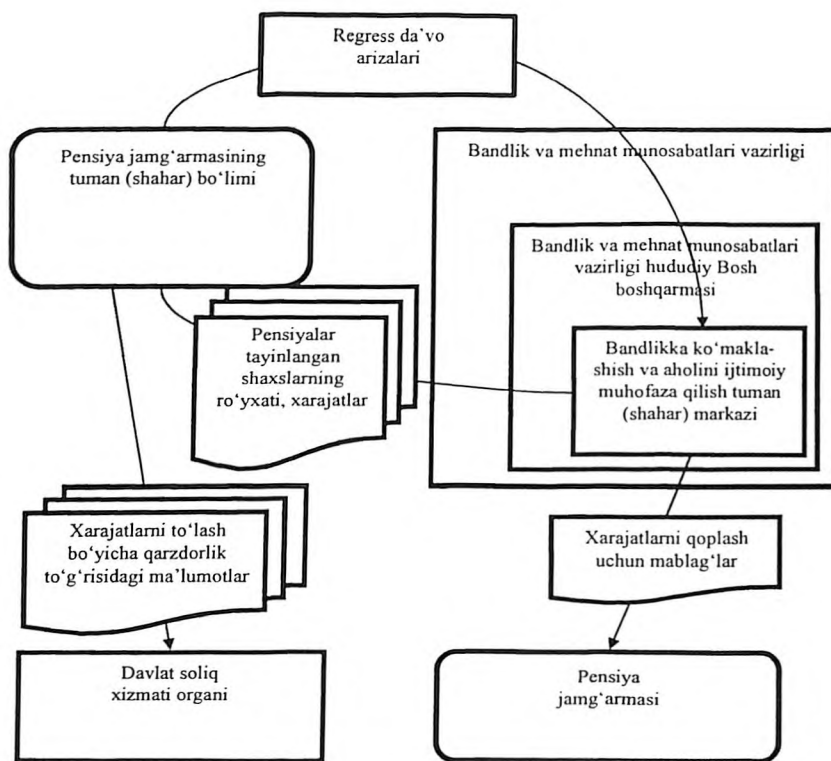 Regress da’vo
arizalari
Pensiya jamg‘armasining
tuman (shahar) bo‘limi
Bandlik va mehnat munosabatlari vazirligi
Bandlik va mehnat munosabatlari
vazirligi hududiy Bosh
boshqarmasi
Pensiyalar
tayinlangan
shaxslarning
ro‘yxati, xarajatlar
Bandlikka ko‘makla-
shish va aholini ijtimoiy
muhofaza qilish tuman
(shahar) markazi
Xarajatlarni to‘lash
bo‘yicha qarzdorlik
to‘g‘risidagi ma’lumotlar
Xarajatlarni qoplash
uchun mablag‘lar
Davlat soliq
xizmati organi
Pensiya
jamg‘armasi